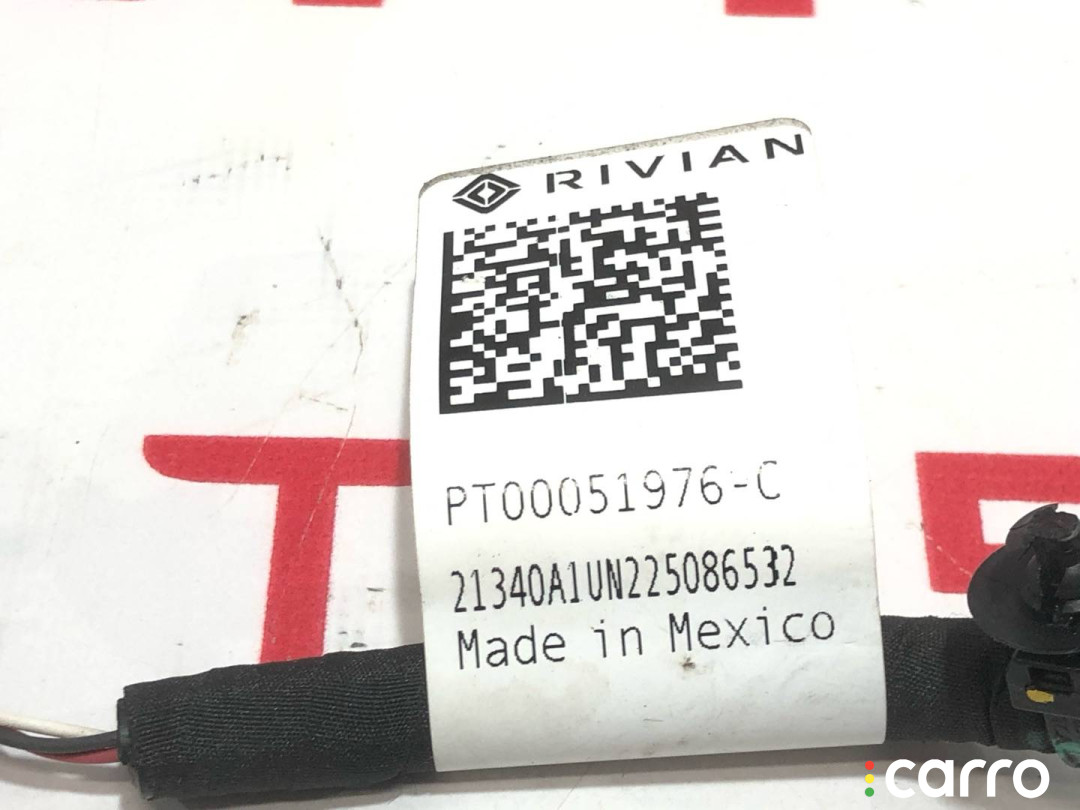 RIVIAN
PT00051976-C
21340A1UN225086532
Made in Mexico
carro